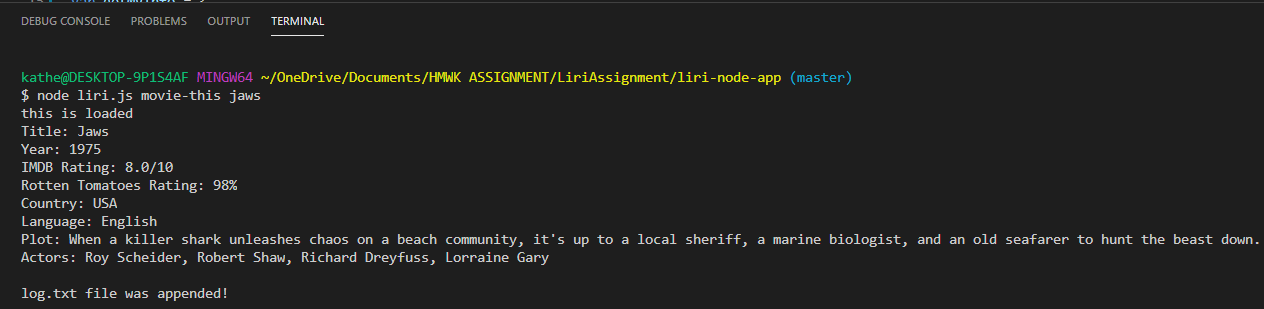 DEBUG CONSOLE PROBLEMS OUTPUT TERMINAL
kathe@DESKTOP-9P1S4AF MINGW64 ~/OneDrive/Documents/HMWK ASSIGNMENT/LiriAssignment/liri-node-app (master)
$ node liri.js movie-this jaws
this is loaded
Title: Jaws
Year: 1975
IMDB Rating: 8.0/10
Rotten Tomatoes Rating: 98%
Country: USA
Language: English
Plot: When a killer shark unleashes chaos on a beach community, it's up to a local sheriff, a marine biologist, and an old seafarer to hunt the beast down.
Actors: Roy Scheider, Robert Shaw, Richard Dreyfuss, Lorraine Gary
log.txt file was appended!